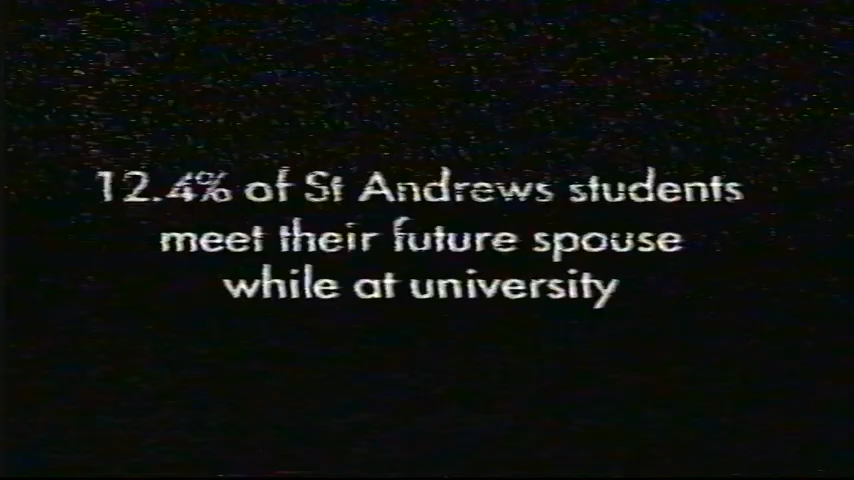 12.4% of St Andrews students
meet their future spouse
while at university